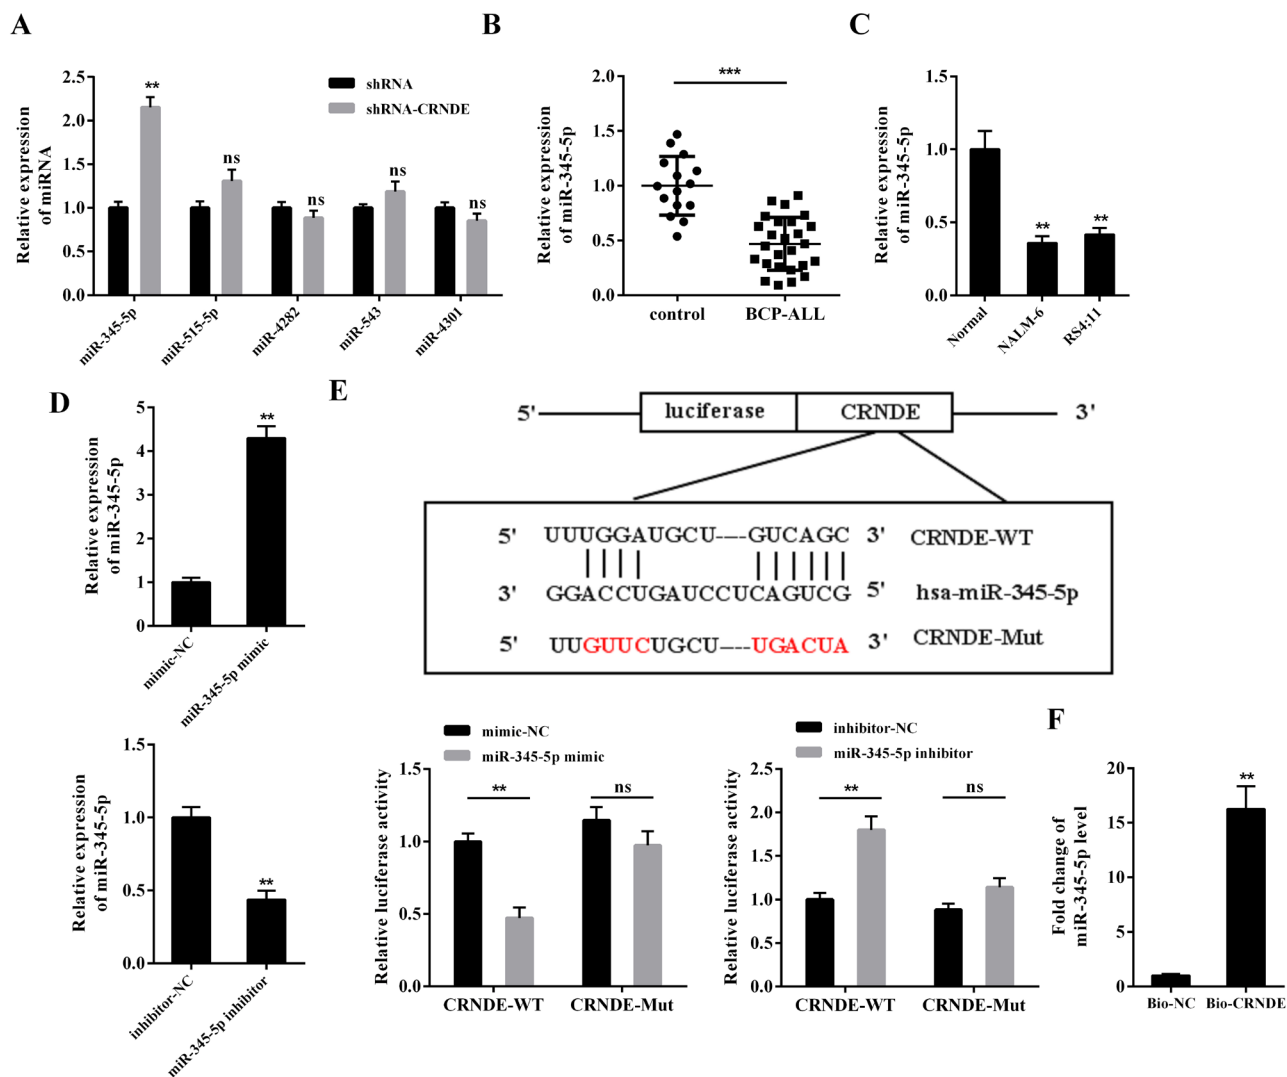 A
Relative expression
of miRNA
2.5
2.0
1.5
1.0
0.5
0.0
shRNA
shRNA-CRNDE
**
ns
ns
ns
ns
miR-345-5p
miR-515-5p
miR-4282
miR-543
miR-4301
B
Relative expression
of miR-345-5p
2.0
1.5
1.0
0.5
0.0
***
control
BCP-ALL
C
Relative expression
of miR-345-5p
1.5
1.0
0.5
0.0
**
**
Normal
NALM-6
RS4;11
D
Relative expression
of miR-345-5p
5
4
3
2
1
0
**
mimic-NC
miR-345-5p mimic
Relative expression
of miR-345-5p
1.5
1.0
0.5
0.0
**
inhibitor-NC
miR-345-5p inhibitor
E
5' luciferase CRNDE 3'
5' UUUGGAUGCU----GUCAGC 3' CRNDE-WT
3' GGACCUGAUCCUCAGUCG 5' hsa-miR-345-5p
5' UUGUUCUGCU----UGACUA 3' CRNDE-Mut
mimic-NC
miR-345-5p mimic
Relative luciferase activity
1.5
1.0
0.5
0.0
**
ns
CRNDE-WT
CRNDE-Mut
inhibitor-NC
miR-345-5p inhibitor
Relative luciferase activity
2.5
2.0
1.5
1.0
0.5
0.0
**
ns
CRNDE-WT
CRNDE-Mut
F
Fold change of
miR-345-5p level
20
15
10
5
0
**
Bio-NC
Bio-CRNDE